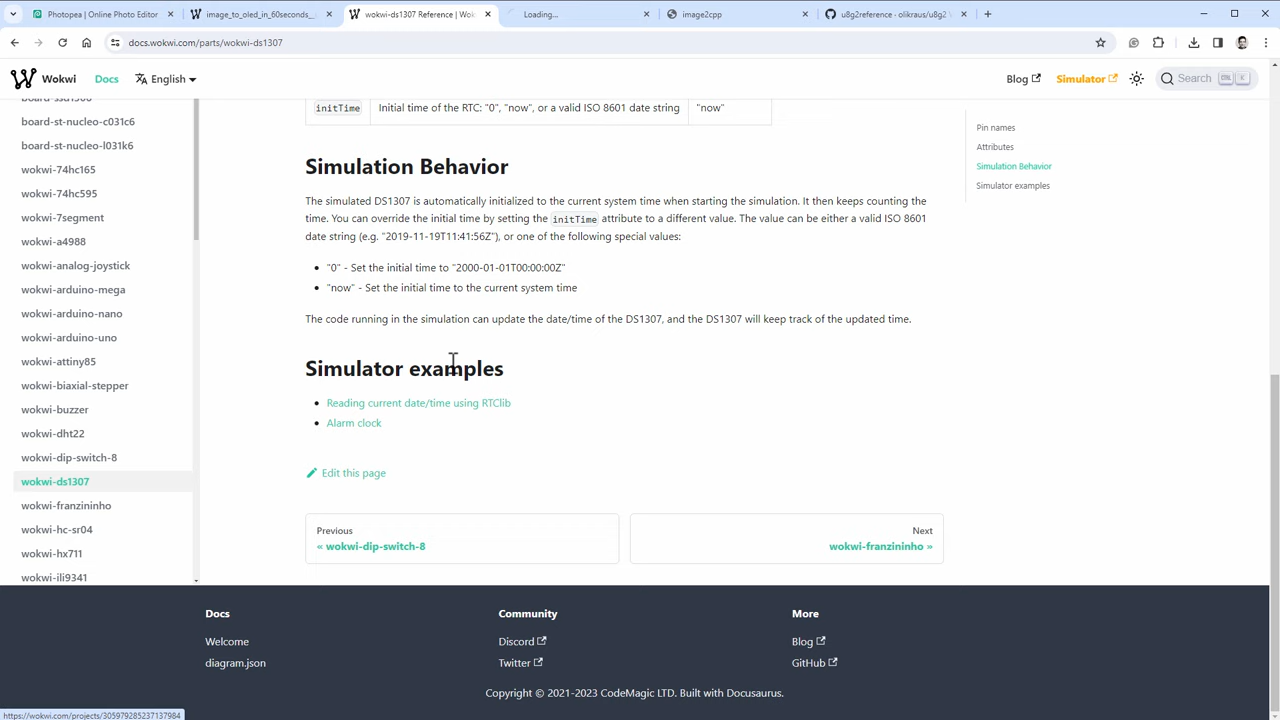 Photopea | Online Photo Editor
image_to_oled_in_60seconds_
wokwi-ds1307 Reference | Wok
Loading...
image2cpp
u8g2reference · olikraus/u8g2
docs.wokwi.com/parts/wokwi-ds1307
Wokwi
Docs
English
Blog
Simulator
Search
board-st-nucleo-c031c6
board-st-nucleo-l031k6
wokwi-74hc165
wokwi-74hc595
wokwi-7segment
wokwi-a4988
wokwi-analog-joystick
wokwi-arduino-mega
wokwi-arduino-nano
wokwi-arduino-uno
wokwi-attiny85
wokwi-biaxial-stepper
wokwi-buzzer
wokwi-dht22
wokwi-dip-switch-8
wokwi-ds1307
wokwi-franzininho
wokwi-hc-sr04
wokwi-hx711
wokwi-ili9341
initTime Initial time of the RTC: "0", "now", or a valid ISO 8601 date string "now"
Simulation Behavior
The simulated DS1307 is automatically initialized to the current system time when starting the simulation. It then keeps counting the
time. You can override the initial time by setting the initTime attribute to a different value. The value can be either a valid ISO 8601
date string (e.g. "2019-11-19T11:41:56Z"), or one of the following special values:
• "0" - Set the initial time to "2000-01-01T00:00:00Z"
• "now" - Set the initial time to the current system time
The code running in the simulation can update the date/time of the DS1307, and the DS1307 will keep track of the updated time.
Simulator examples
• Reading current date/time using RTClib
• Alarm clock
Edit this page
Previous
« wokwi-dip-switch-8
Next
wokwi-franzininho »
Pin names
Attributes
Simulation Behavior
Simulator examples
Docs
Welcome
diagram.json
Community
Discord
Twitter
More
Blog
GitHub
Copyright © 2021-2023 CodeMagic LTD. Built with Docusaurus.
https://wokwi.com/projects/305979285237137984